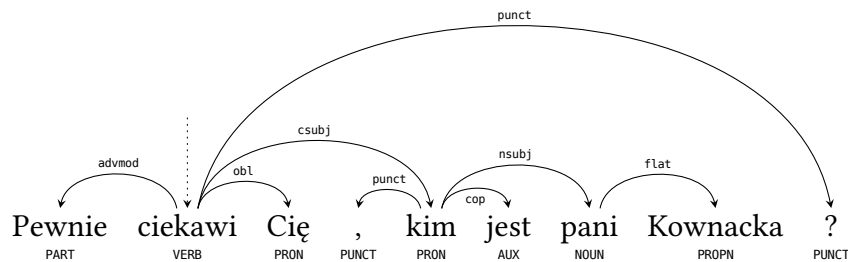 punct
csubj
advmod obl punct nsubj cop flat
Pewnie ciekawi Cię , kim jest pani Kownacka ?
PART VERB PRON PUNCT PRON AUX NOUN PROPN PUNCT